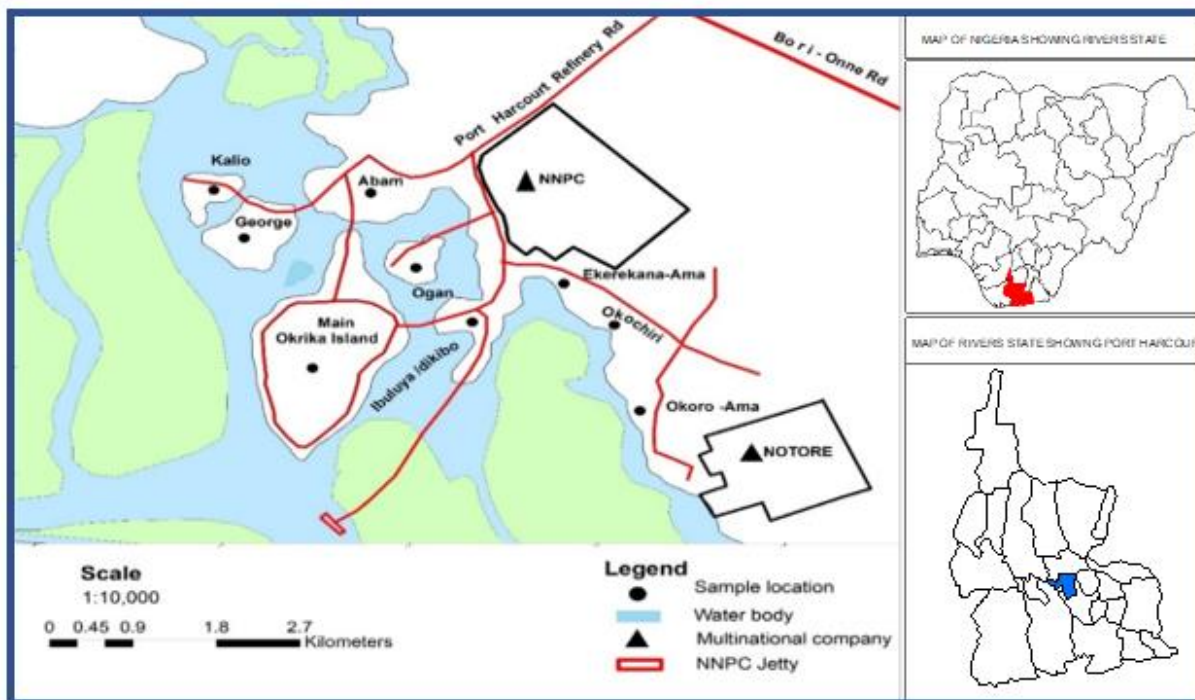 Port Harcourt Refinery Rd
Bo ri - Onne Rd
Kalio
Abam
NNPC
George
Ogan
Ekerekana-Ama
Okochiri
Main
Okrika Island
Ibuluya /dikibo
Okoro -Ama
NOTORE
Scale
1:10,000
0 0.45 0.9 1.8 2.7
Kilometers
Legend
Sample location
Water body
Multinational company
NNPC Jetty
MAP OF NIGERIA SHOWING RIVERS STATE
MAP OF RIVERS STATE SHOWING PORT HARCOUR